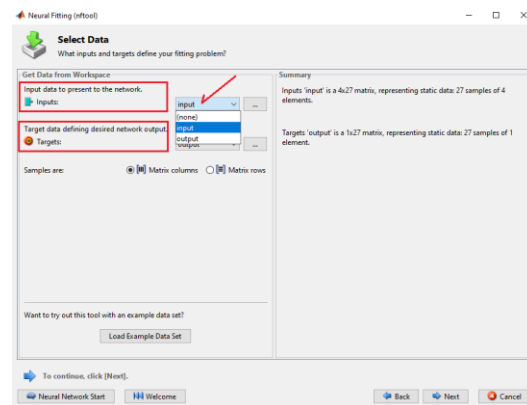 Neural Fitting (nftool)
Select Data
What inputs and targets define your fitting problem?
Get Data from Workspace
Input data to present to the network.
Inputs:
input
...
(none)
input
output
Target data defining desired network output.
Targets:
output
...
Samples are:
Matrix columns
Matrix rows
Want to try out this tool with an example data set?
Load Example Data Set
Summary
Inputs 'input' is a 4x27 matrix, representing static data: 27 samples of 4
elements.
Targets 'output' is a 1x27 matrix, representing static data: 27 samples of 1
element.
To continue, click [Next].
Neural Network Start
Welcome
Back
Next
Cancel